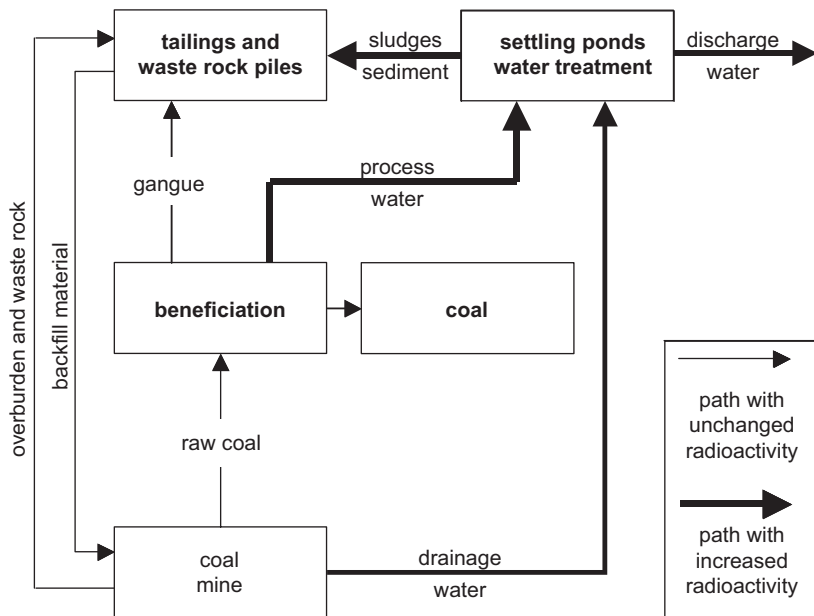 tailings and
waste rock piles
sludges
sediment
settling ponds
water treatment
discharge
water
gangue
process
water
overburden and waste rock
backfill material
beneficiation
coal
raw coal
path with
unchanged
radioactivity
coal
mine
drainage
water
path with
increased
radioactivity